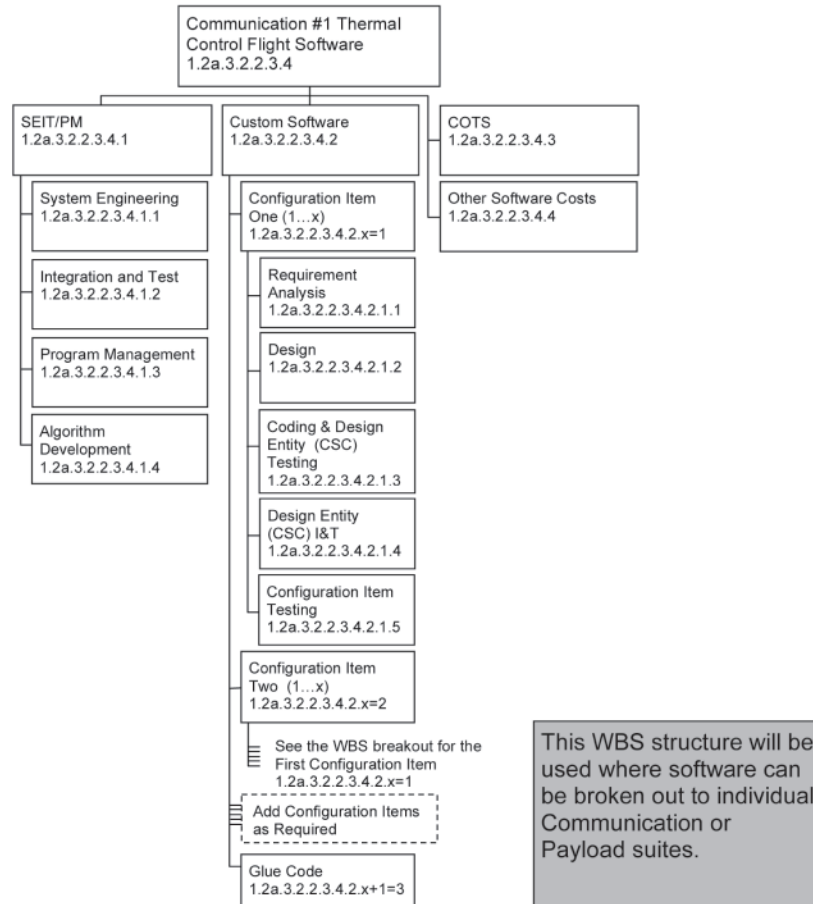 Communication #1 Thermal
Control Flight Software
1.2a.3.2.2.3.4
SEIT/PM
1.2a.3.2.2.3.4.1
System Engineering
1.2a.3.2.2.3.4.1.1
Integration and Test
1.2a.3.2.2.3.4.1.2
Program Management
1.2a.3.2.2.3.4.1.3
Algorithm
Development
1.2a.3.2.2.3.4.1.4
Custom Software
1.2a.3.2.2.3.4.2
Configuration Item
One (1...x)
1.2a.3.2.2.3.4.2.x=1
Requirement
Analysis
1.2a.3.2.2.3.4.2.1.1
Design
1.2a.3.2.2.3.4.2.1.2
Coding & Design
Entity (CSC)
Testing
1.2a.3.2.2.3.4.2.1.3
Design Entity
(CSC) I&T
1.2a.3.2.2.3.4.2.1.4
Configuration Item
Testing
1.2a.3.2.2.3.4.2.1.5
Configuration Item
Two (1...x)
1.2a.3.2.2.3.4.2.x=2
See the WBS breakout for the
First Configuration Item
1.2a.3.2.2.3.4.2.x=1
Add Configuration Items
as Required
Glue Code
1.2a.3.2.2.3.4.2.x+1=3
COTS
1.2a.3.2.2.3.4.3
Other Software Costs
1.2a.3.2.2.3.4.4
This WBS structure will be
used where software can
be broken out to individual
Communication or
Payload suites.